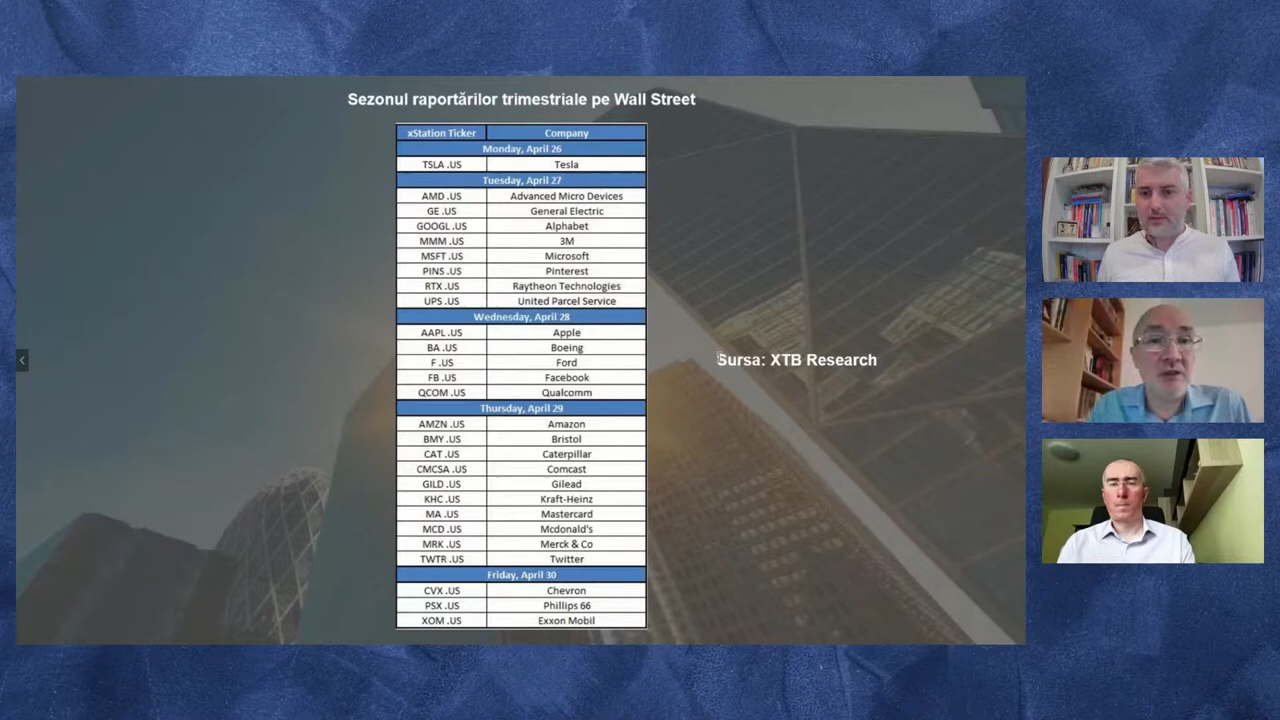 Sezonul raportărilor trimestriale pe Wall Street
xStation Ticker Company
Monday, April 26
TSLA .US Tesla
Tuesday, April 27
AMD .US Advanced Micro Devices
GE .US General Electric
GOOGL .US Alphabet
MMM .US 3M
MSFT .US Microsoft
PINS .US Pinterest
RTX .US Raytheon Technologies
UPS .US United Parcel Service
Wednesday, April 28
AAPL .US Apple
BA .US Boeing
F .US Ford
FB .US Facebook
QCOM .US Qualcomm
Thursday, April 29
AMZN .US Amazon
BMY .US Bristol
CAT .US Caterpillar
CMCSA .US Comcast
GILD .US Gilead
KHC .US Kraft-Heinz
MA .US Mastercard
MCD .US Mcdonald's
MRK .US Merck & Co
TWTR .US Twitter
Friday, April 30
CVX .US Chevron
PSX .US Phillips 66
XOM .US Exxon Mobil
Sursa: XTB Research
27